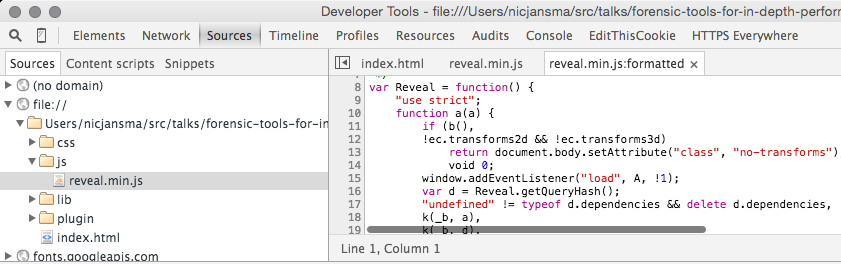 Developer Tools - file:///Users/nicjansma/src/talks/forensic-tools-for-in-depth-perfor
Elements Network Sources Timeline Profiles Resources Audits Console EditThisCookie HTTPS Everywhere
Sources Content scripts Snippets
index.html reveal.min.js reveal.min.js:formatted ×
(no domain)
file://
Users/nicjansma/src/talks/forensic-tools-for-in
css
js
reveal.min.js
lib
plugin
index.html
fonts.googleapis.com
8 var Reveal = function() {
9 "use strict";
10 function a(a) {
11 if (b(),
12 !ec.transforms2d && !ec.transforms3d)
13 return document.body.setAttribute("class", "no-transforms")
14 void 0;
15 window.addEventListener("load", A, !1);
16 var d = Reveal.getQueryHash();
17 "undefined" != typeof d.dependencies && delete d.dependencies,
18 k(_b, a),
19 k(_b, d),
Line 1, Column 1